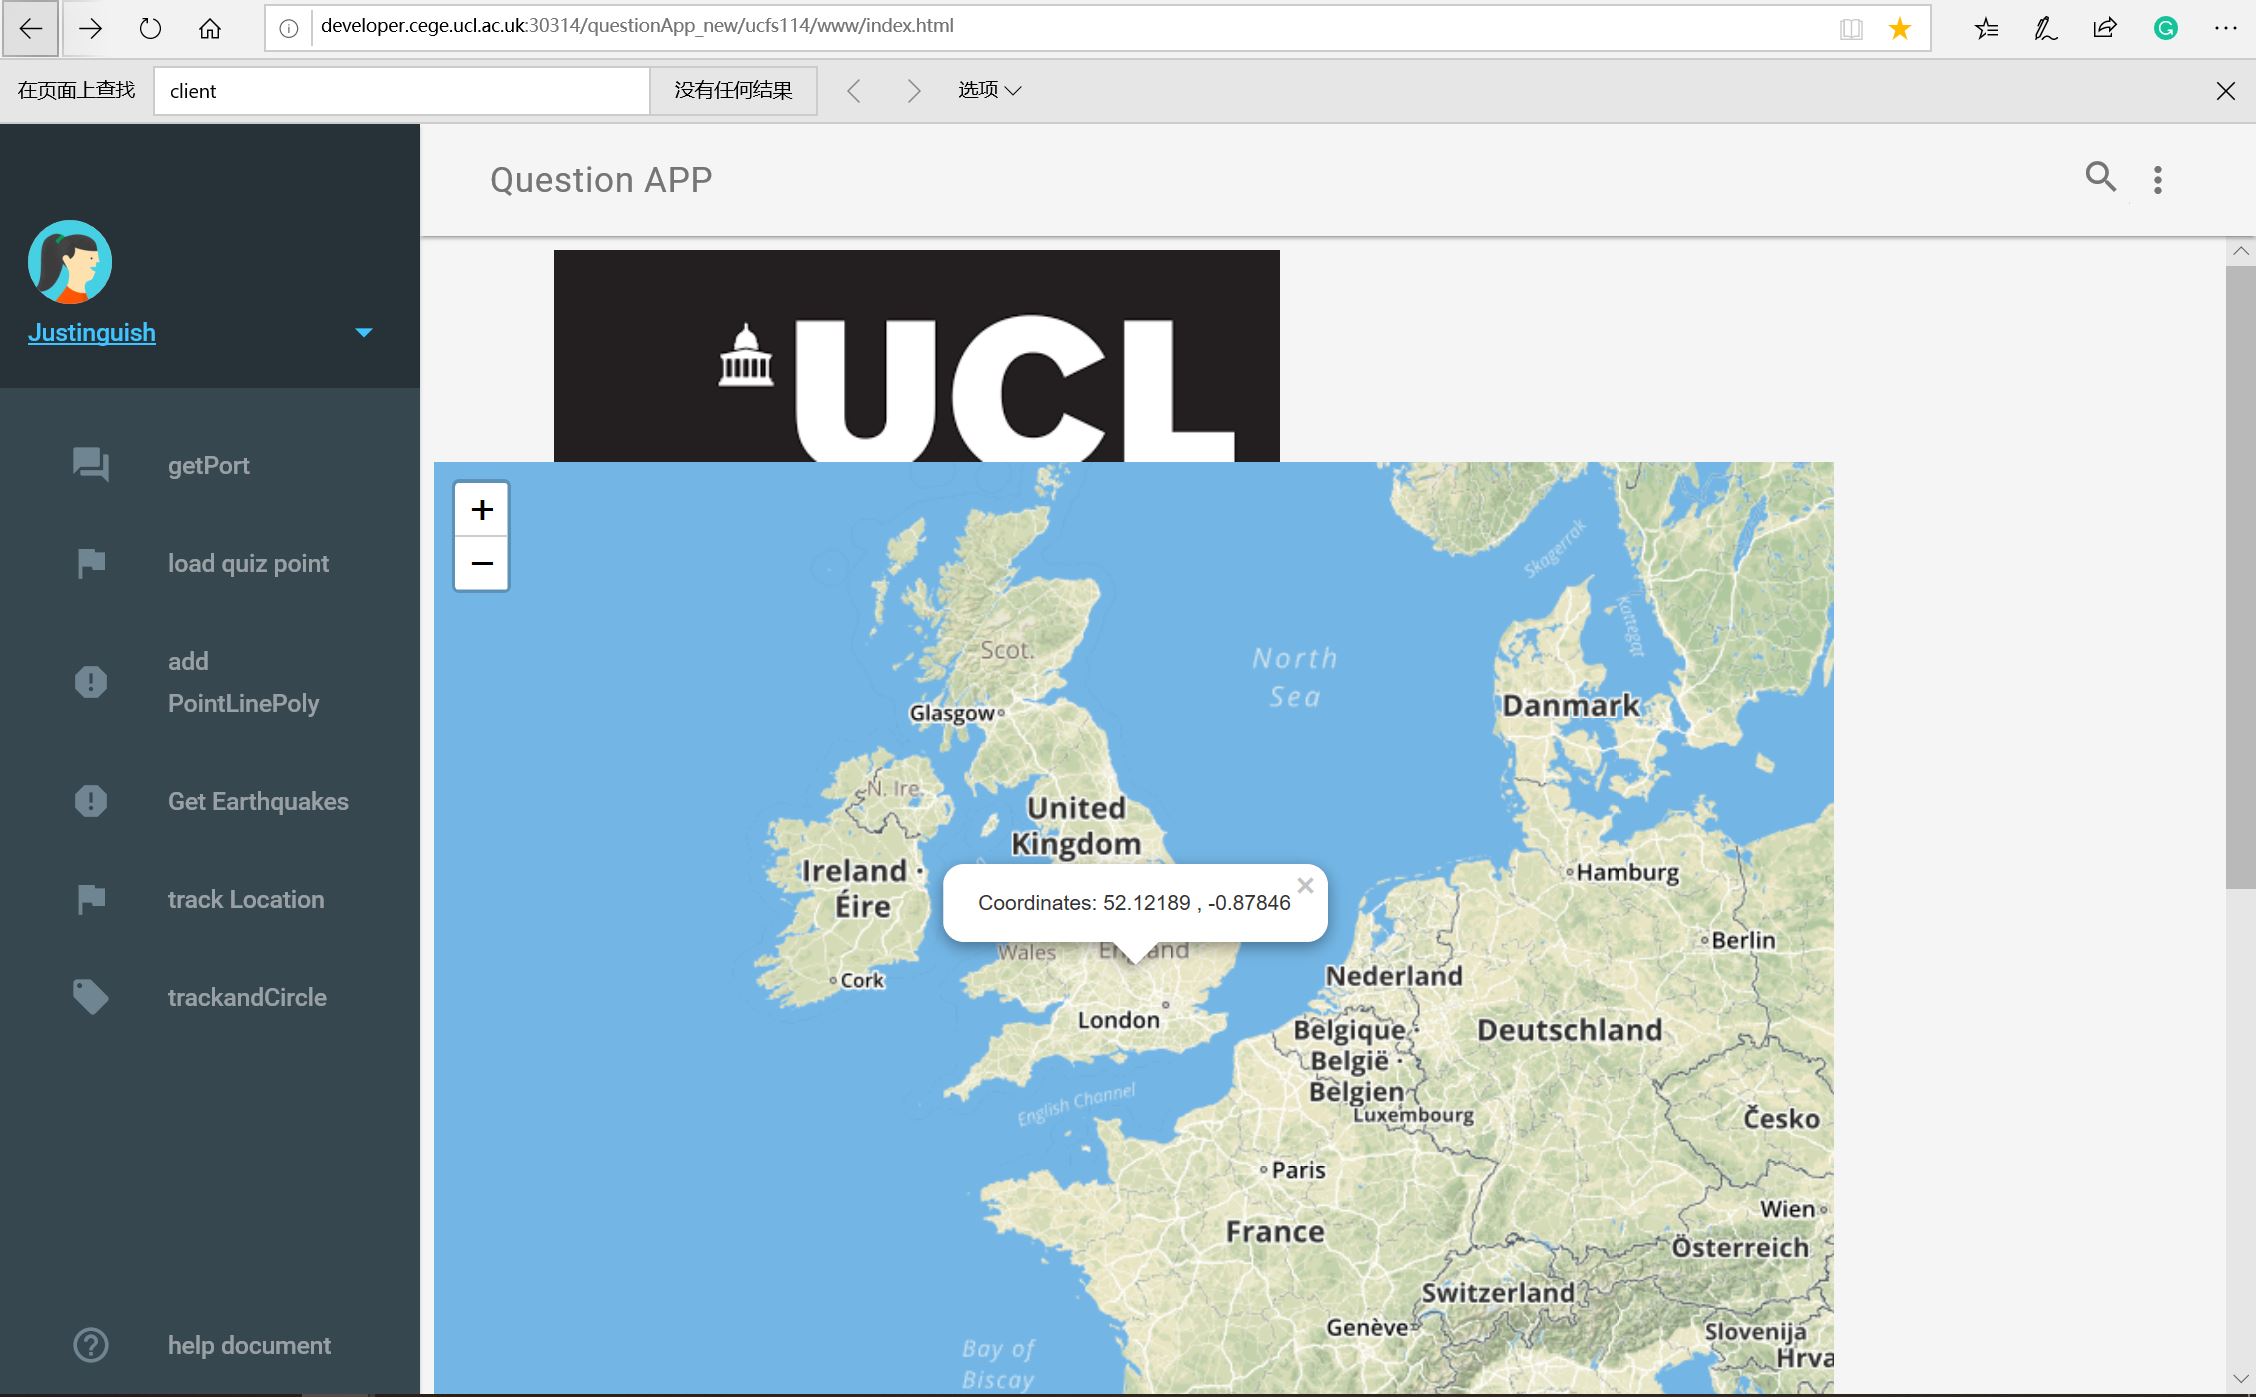 developer.cege.ucl.ac.uk:30314/questionApp_new/ucfs114/www/index.html
在页面上查找
client
没有任何结果
选项
Question APP
Justinguish
getPort
load quiz point
add
PointLinePoly
Get Earthquakes
track Location
trackandCircle
help document
UCL
+
−
Scot.
Glasgow
N. Ire.
United
Kingdom
Ireland
Éire
Cork
Coordinates: 52.12189 , -0.87846
×
Wales
London
English Channel
North
Sea
Skagerrak
Kattegat
Danmark
Hamburg
Berlin
Nederland
Belgique
België
Belgien
Luxembourg
Deutschland
Česko
Paris
France
Wien
Österreich
Switzerland
Genève
Slovenija
Hrva
Bay of
Biscay